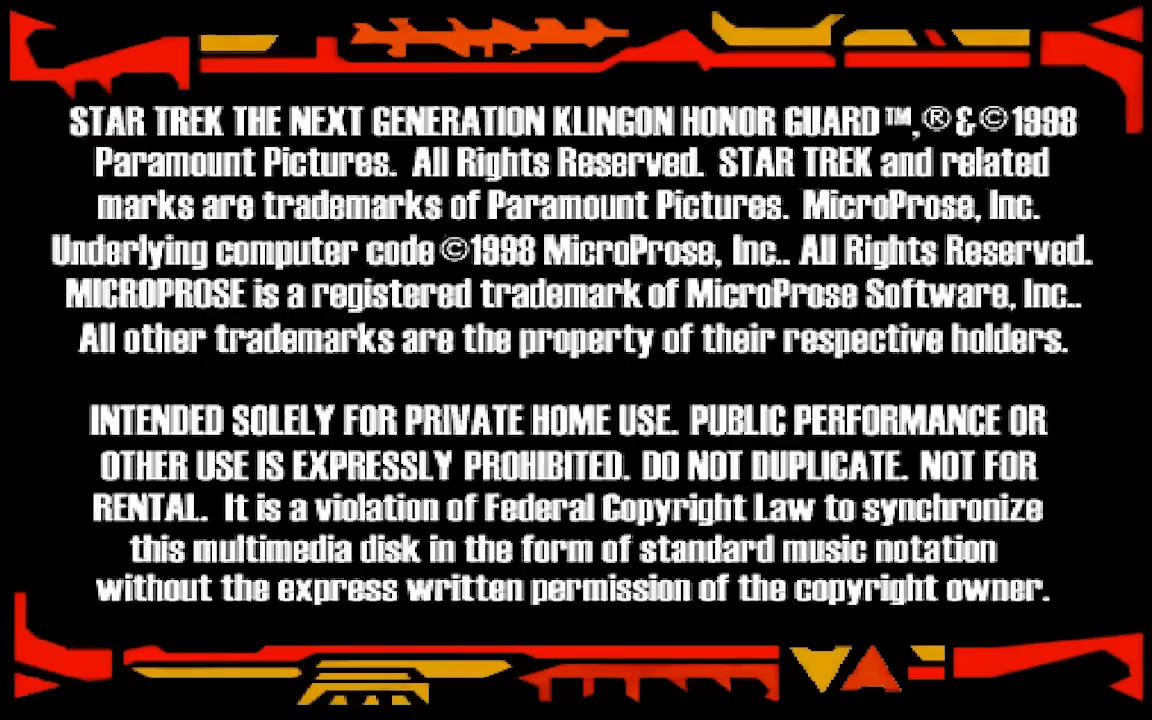 STAR TREK THE NEXT GENERATION KLINGON HONOR GUARD™,®&©1998
Paramount Pictures. All Rights Reserved. STAR TREK and related
marks are trademarks of Paramount Pictures. MicroProse, Inc.
Underlying computer code©1998 MicroProse, Inc.. All Rights Reserved.
MICROPROSE is a registered trademark of MicroProse Software, Inc..
All other trademarks are the property of their respective holders.
INTENDED SOLELY FOR PRIVATE HOME USE. PUBLIC PERFORMANCE OR
OTHER USE IS EXPRESSLY PROHIBITED. DO NOT DUPLICATE. NOT FOR
RENTAL. It is a violation of Federal Copyright Law to synchronize
this multimedia disk in the form of standard music notation
without the express written permission of the copyright owner.